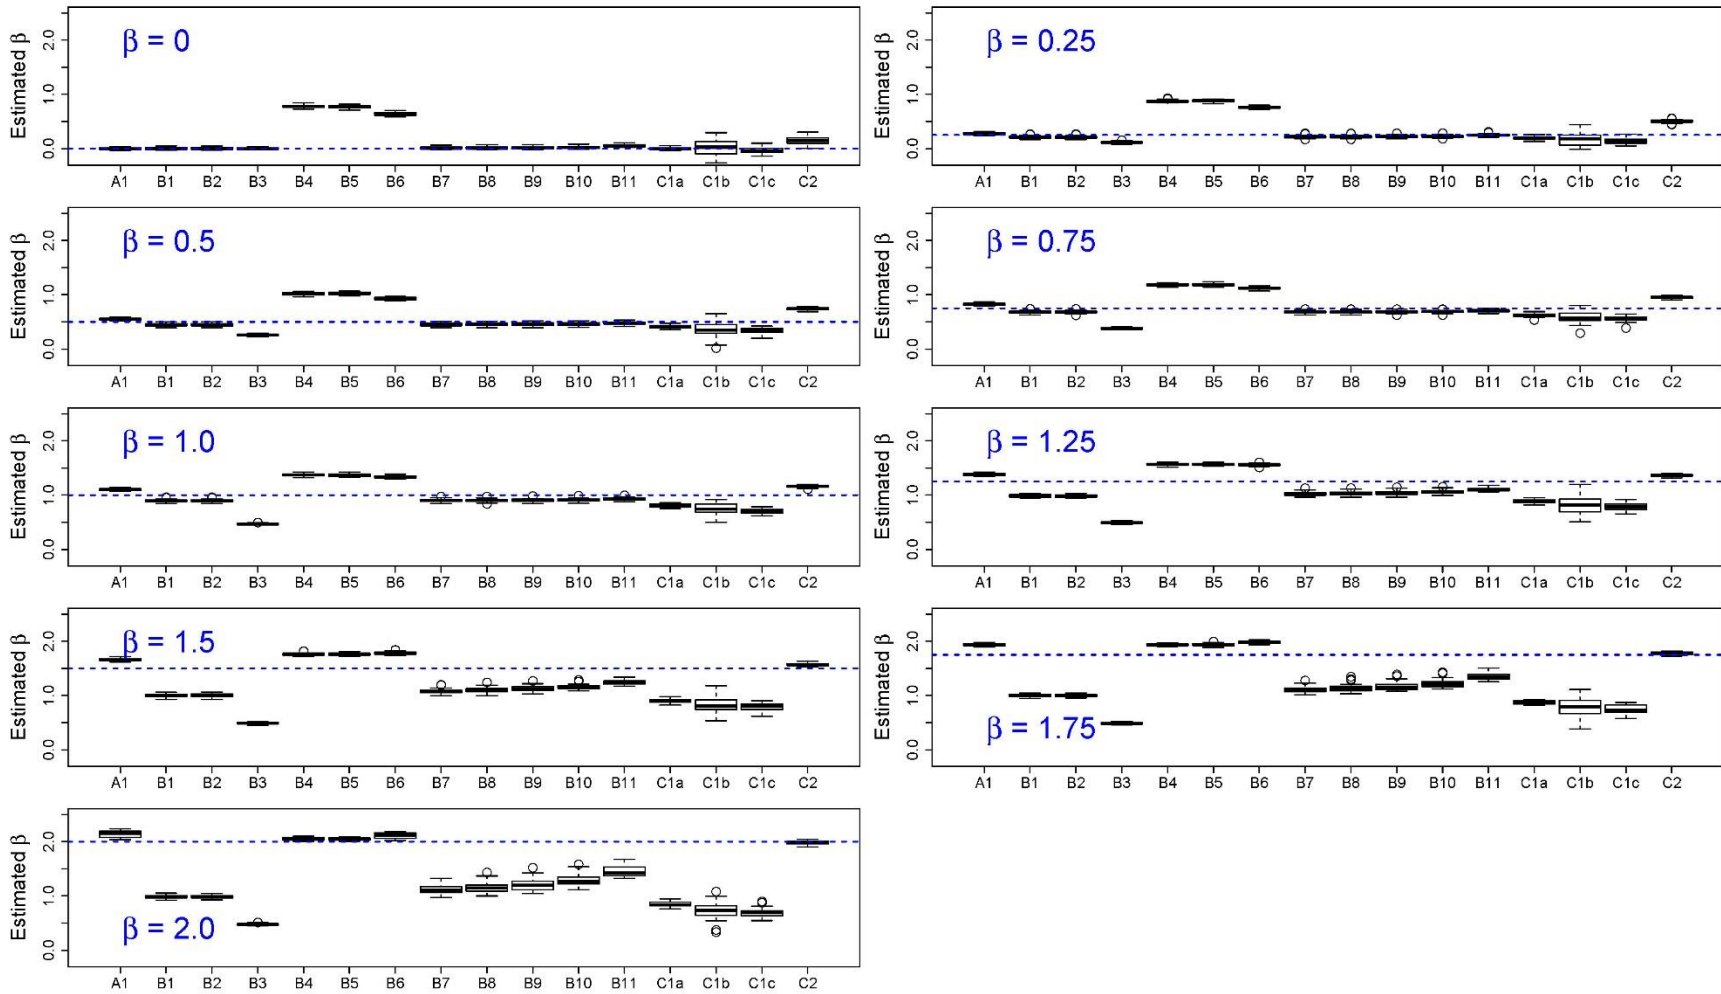 β = 0
Estimated β
0.0 1.0 2.0
A1 B1 B2 B3 B4 B5 B6 B7 B8 B9 B10 B11 C1a C1b C1c C2
β = 0.25
Estimated β
0.0 1.0 2.0
A1 B1 B2 B3 B4 B5 B6 B7 B8 B9 B10 B11 C1a C1b C1c C2
β = 0.5
Estimated β
0.0 1.0 2.0
A1 B1 B2 B3 B4 B5 B6 B7 B8 B9 B10 B11 C1a C1b C1c C2
β = 0.75
Estimated β
0.0 1.0 2.0
A1 B1 B2 B3 B4 B5 B6 B7 B8 B9 B10 B11 C1a C1b C1c C2
β = 1.0
Estimated β
0.0 1.0 2.0
A1 B1 B2 B3 B4 B5 B6 B7 B8 B9 B10 B11 C1a C1b C1c C2
β = 1.25
Estimated β
0.0 1.0 2.0
A1 B1 B2 B3 B4 B5 B6 B7 B8 B9 B10 B11 C1a C1b C1c C2
β = 1.5
Estimated β
0.0 1.0 2.0
A1 B1 B2 B3 B4 B5 B6 B7 B8 B9 B10 B11 C1a C1b C1c C2
β = 1.75
Estimated β
0.0 1.0 2.0
A1 B1 B2 B3 B4 B5 B6 B7 B8 B9 B10 B11 C1a C1b C1c C2
β = 2.0
Estimated β
0.0 1.0 2.0
A1 B1 B2 B3 B4 B5 B6 B7 B8 B9 B10 B11 C1a C1b C1c C2